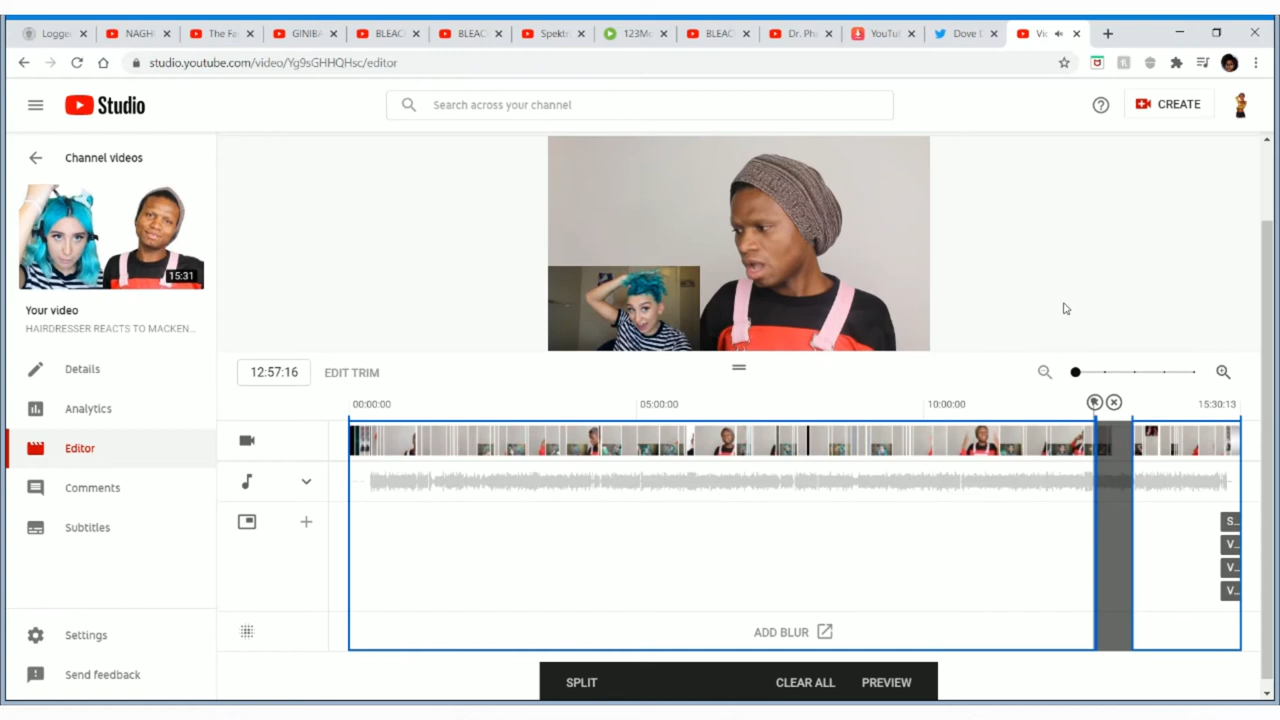 Logge
NAGH
The Fa
GINIBA
BLEAC
BLEAC
Spekt
123M
BLEAC
Dr. Ph
YouTu
Dove
Vi
studio.youtube.com/video/Yg9sGHHQHsc/editor
Studio
Search across your channel
CREATE
Channel videos
15:31
Your video
HAIRDRESSER REACTS TO MACKEN...
Details
Analytics
Editor
Comments
Subtitles
Settings
Send feedback
12:57:16 EDIT TRIM
00:00:00 05:00:00 10:00:00 15:30:13
S...
V...
V...
V...
ADD BLUR
SPLIT CLEAR ALL PREVIEW